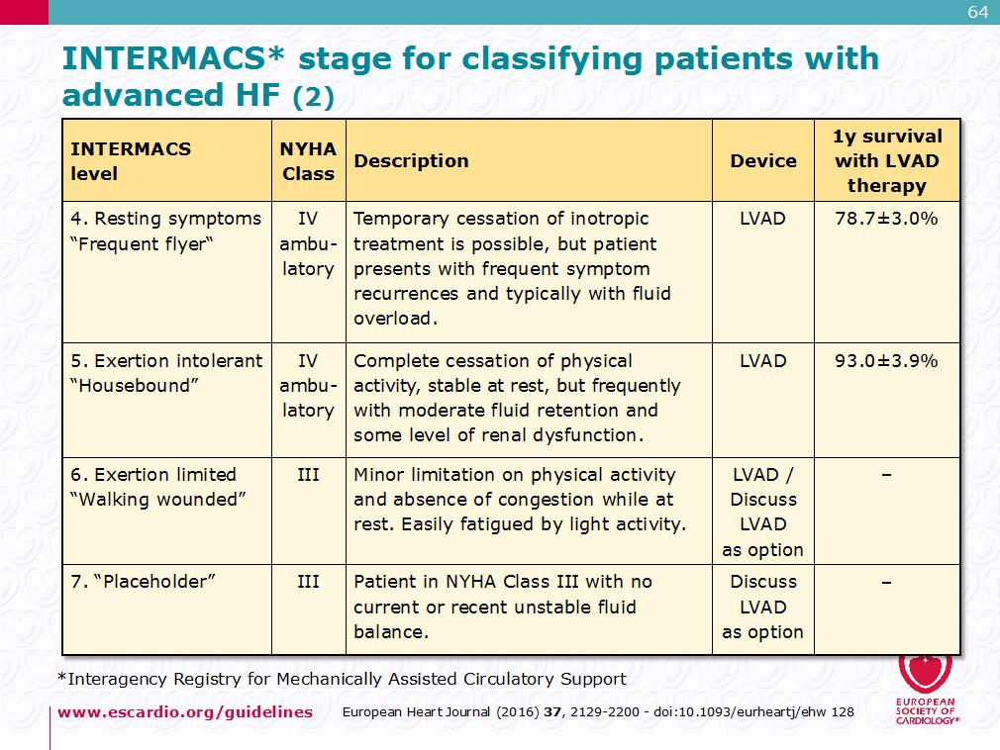 64
INTERMACS* stage for classifying patients with
advanced HF (2)
INTERMACS
level
NYHA
Class
Description
Device
1y survival
with LVAD
therapy
4. Resting symptoms
“Frequent flyer“
IV
ambu-
latory
Temporary cessation of inotropic
treatment is possible, but patient
presents with frequent symptom
recurrences and typically with fluid
overload.
LVAD
78.7±3.0%
5. Exertion intolerant
“Housebound”
IV
ambu-
latory
Complete cessation of physical
activity, stable at rest, but frequently
with moderate fluid retention and
some level of renal dysfunction.
LVAD
93.0±3.9%
6. Exertion limited
“Walking wounded”
III
Minor limitation on physical activity
and absence of congestion while at
rest. Easily fatigued by light activity.
LVAD /
Discuss
LVAD
as option
–
7. “Placeholder”
III
Patient in NYHA Class III with no
current or recent unstable fluid
balance.
Discuss
LVAD
as option
–
*Interagency Registry for Mechanically Assisted Circulatory Support
www.escardio.org/guidelines
European Heart Journal (2016) 37, 2129-2200 - doi:10.1093/eurheartj/ehw 128
EUROPEAN
SOCIETY OF
CARDIOLOGY®